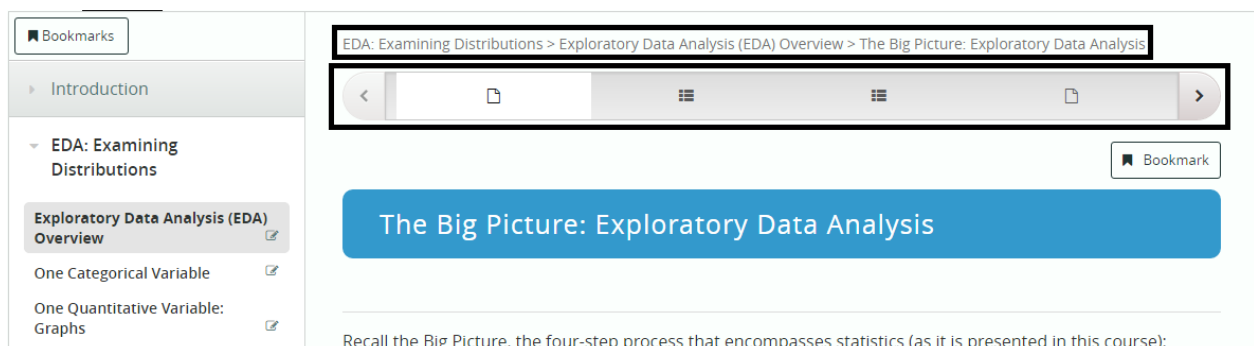 Bookmarks
Introduction
EDA: Examining
Distributions
Exploratory Data Analysis (EDA)
Overview
One Categorical Variable
One Quantitative Variable:
Graphs
EDA: Examining Distributions > Exploratory Data Analysis (EDA) Overview > The Big Picture: Exploratory Data Analysis
Bookmark
The Big Picture: Exploratory Data Analysis
Recall the Big Picture, the four-step process that encompasses statistics (as it is presented in this course):